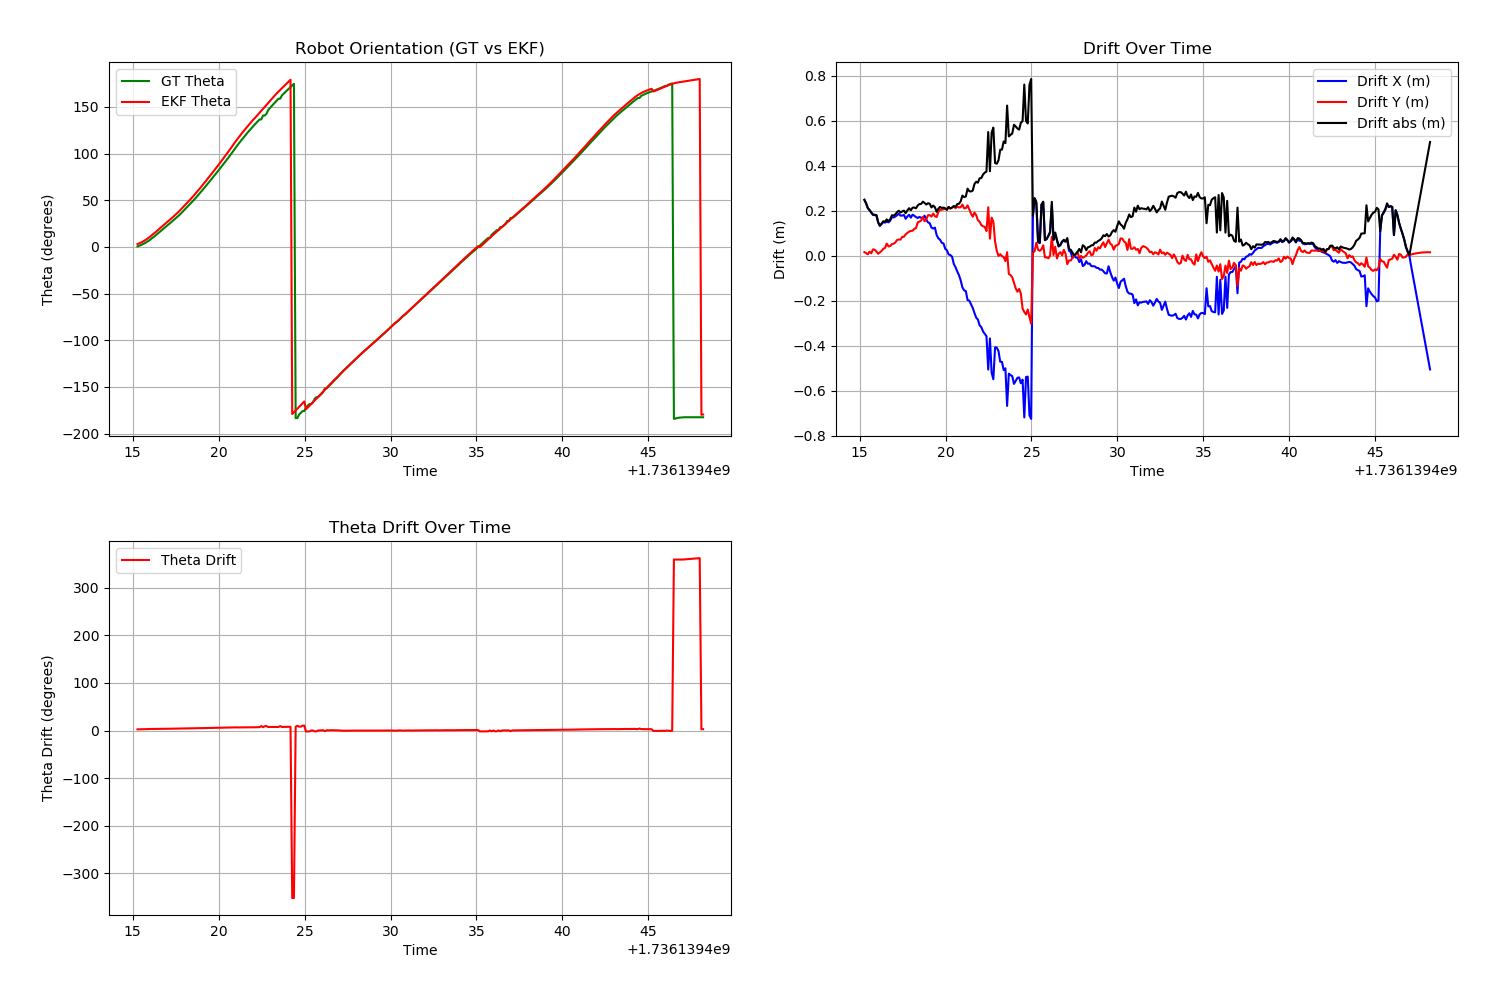 Robot Orientation (GT vs EKF)
GT Theta
EKF Theta
Theta (degrees)
150
100
50
0
−50
−100
−150
−200
15 20 25 30 35 40 45
Time
+1.7361394e9
Drift Over Time
Drift X (m)
Drift Y (m)
Drift abs (m)
Drift (m)
0.8
0.6
0.4
0.2
0.0
−0.2
−0.4
−0.6
−0.8
15 20 25 30 35 40 45
Time
+1.7361394e9
Theta Drift Over Time
Theta Drift
Theta Drift (degrees)
300
200
100
0
−100
−200
−300
15 20 25 30 35 40 45
Time
+1.7361394e9